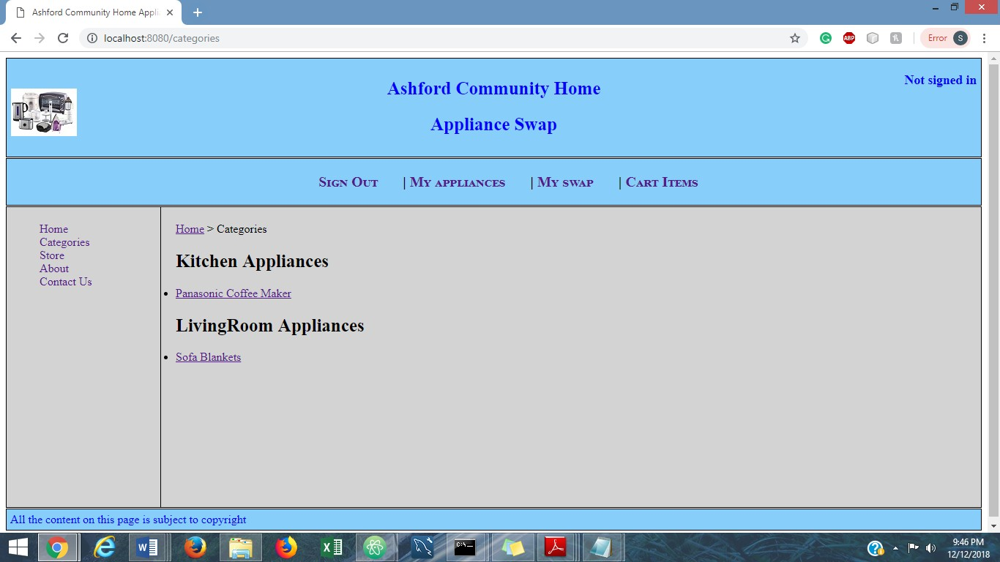 Ashford Community Home Appli
localhost:8080/categories
ABP
Error S
Ashford Community Home
Appliance Swap
Not signed in
Sign Out | My appliances | My swap | Cart Items
Home
Categories
Store
About
Contact Us
Home > Categories
Kitchen Appliances
Panasonic Coffee Maker
LivingRoom Appliances
Sofa Blankets
All the content on this page is subject to copyright
9:46 PM
12/12/2018